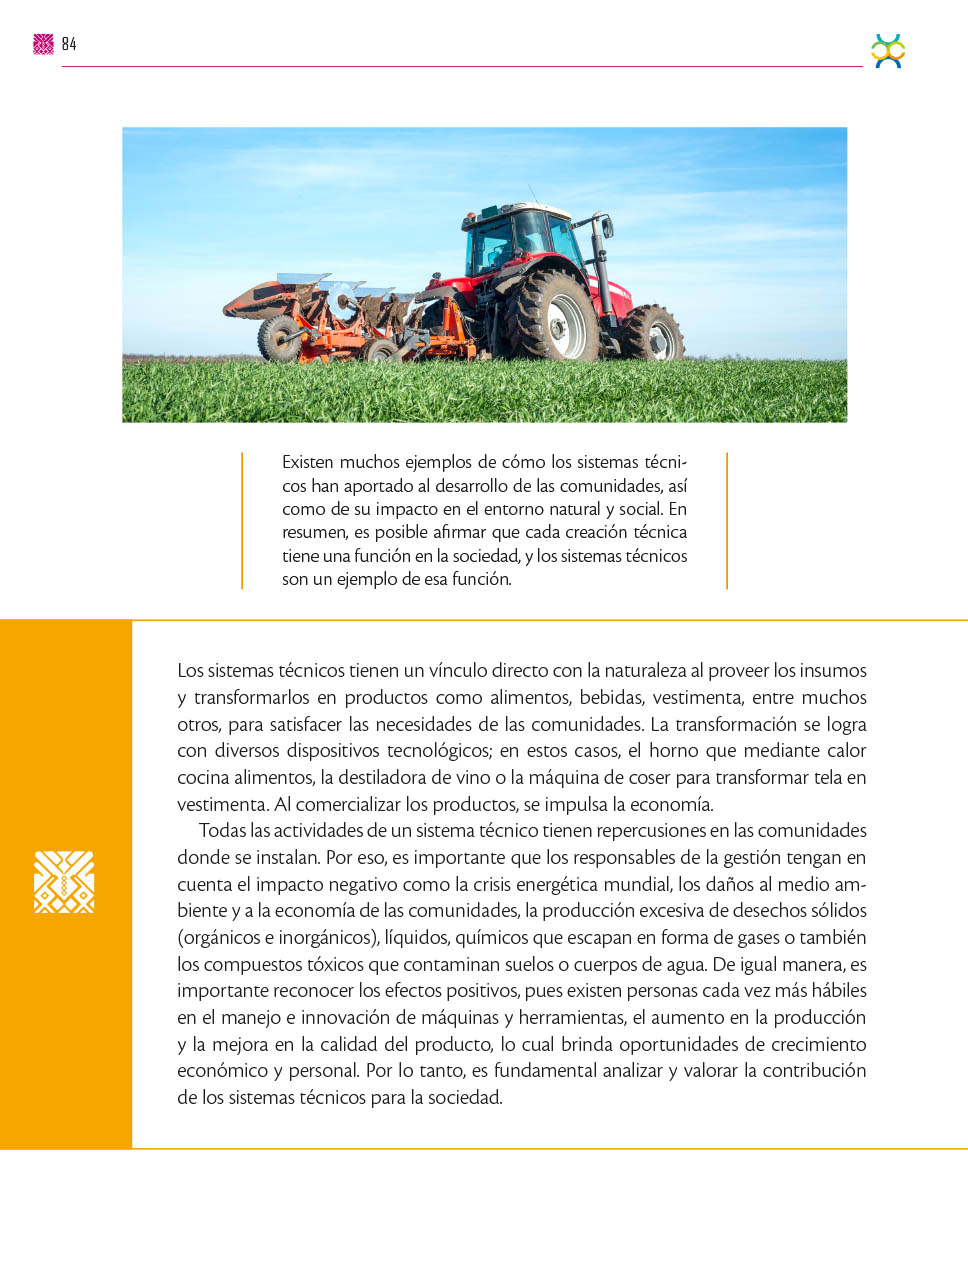 84
Existen muchos ejemplos de cómo los sistemas técni-
cos han aportado al desarrollo de las comunidades, así
como de su impacto en el entorno natural y social. En
resumen, es posible afirmar que cada creación técnica
tiene una función en la sociedad, y los sistemas técnicos
son un ejemplo de esa función.
Los sistemas técnicos tienen un vínculo directo con la naturaleza al proveer los insumos
y transformarlos en productos como alimentos, bebidas, vestimenta, entre muchos
otros, para satisfacer las necesidades de las comunidades. La transformación se logra
con diversos dispositivos tecnológicos; en estos casos, el horno que mediante calor
cocina alimentos, la destiladora de vino o la máquina de coser para transformar tela en
vestimenta. Al comercializar los productos, se impulsa la economía.
Todas las actividades de un sistema técnico tienen repercusiones en las comunidades
donde se instalan. Por eso, es importante que los responsables de la gestión tengan en
cuenta el impacto negativo como la crisis energética mundial, los daños al medio am-
biente y a la economía de las comunidades, la producción excesiva de desechos sólidos
(orgánicos e inorgánicos), líquidos, químicos que escapan en forma de gases o también
los compuestos tóxicos que contaminan suelos o cuerpos de agua. De igual manera, es
importante reconocer los efectos positivos, pues existen personas cada vez más hábiles
en el manejo e innovación de máquinas y herramientas, el aumento en la producción
y la mejora en la calidad del producto, lo cual brinda oportunidades de crecimiento
económico y personal. Por lo tanto, es fundamental analizar y valorar la contribución
de los sistemas técnicos para la sociedad.